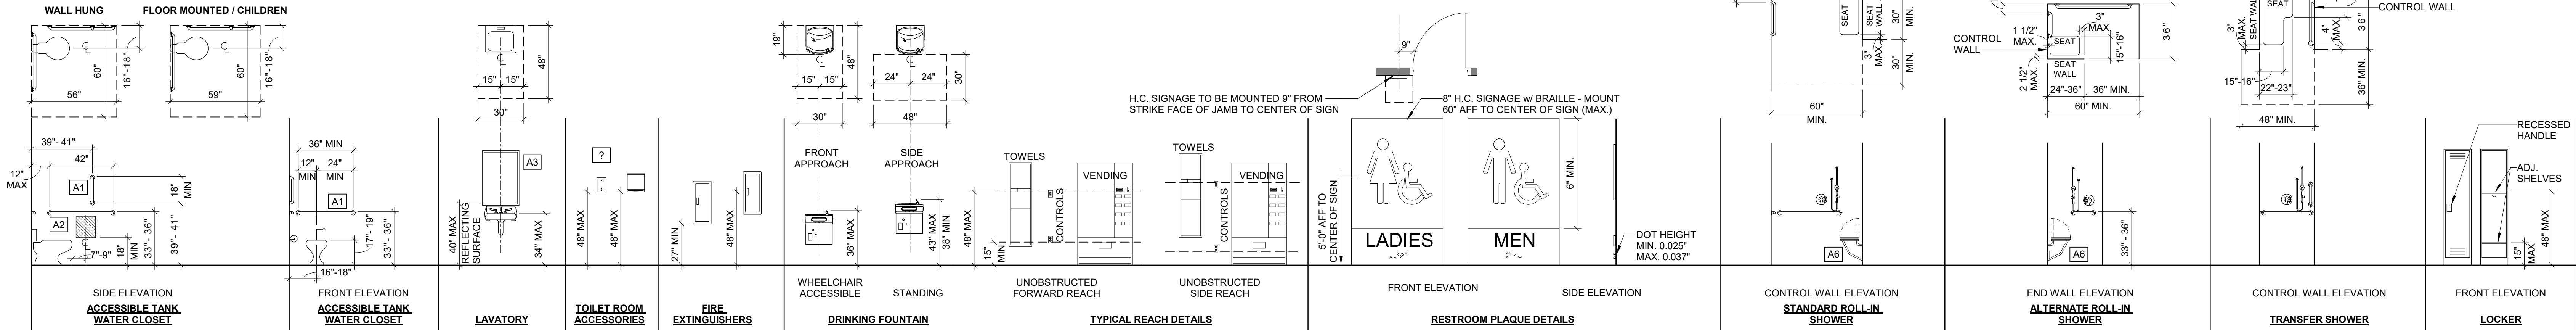 WALL HUNG
FLOOR MOUNTED / CHILDREN
60"
16"-18"
56"
60"
16"-18"
59"
39"- 41"
42"
12"
MAX
A1
18"
MIN
A2
7"-9"
18"
MIN
33" - 36"
39"- 41"
SIDE ELEVATION
ACCESSIBLE TANK
WATER CLOSET
36" MIN
12"
MIN
24"
MIN
A1
17"- 19"
33"- 36"
16"-18"
FRONT ELEVATION
ACCESSIBLE TANK
WATER CLOSET
48"
15"
15"
30"
A3
40" MAX
REFLECTING
SURFACE
34" MAX
LAVATORY
?
48" MAX
48" MAX
TOILET ROOM
ACCESSORIES
27" MIN
48" MAX
FIRE
EXTINGUISHERS
19"
48"
15"
15"
30"
24"
24"
30"
48"
FRONT
APPROACH
SIDE
APPROACH
36" MAX
43" MAX
38" MIN
WHEELCHAIR
ACCESSIBLE
STANDING
DRINKING FOUNTAIN
TOWELS
VENDING
CONTROLS
48" MAX
15"
MIN
UNOBSTRUCTED
FORWARD REACH
TOWELS
VENDING
CONTROLS
UNOBSTRUCTED
SIDE REACH
TYPICAL REACH DETAILS
9"
H.C. SIGNAGE TO BE MOUNTED 9" FROM
STRIKE FACE OF JAMB TO CENTER OF SIGN
8" H.C. SIGNAGE w/ BRAILLE - MOUNT
60" AFF TO CENTER OF SIGN (MAX.)
5'-0" AFF TO
CENTER OF SIGN
LADIES
MEN
6" MIN.
DOT HEIGHT
MIN. 0.025"
MAX. 0.037"
FRONT ELEVATION
SIDE ELEVATION
RESTROOM PLAQUE DETAILS
SEAT
SEAT
WALL
30"
MIN.
3"
MAX.
30"
MIN.
60"
MIN.
A6
CONTROL WALL ELEVATION
STANDARD ROLL-IN
SHOWER
CONTROL
WALL
1 1/2"
MAX.
3"
MAX.
SEAT
15"-16"
36"
SEAT
WALL
2 1/2"
MAX.
24"-36"
36" MIN.
60" MIN.
A6
33" - 36"
END WALL ELEVATION
ALTERNATE ROLL-IN
SHOWER
3"
MAX.
SEAT WALL
SEAT
4"
MAX.
36"
CONTROL WALL
15"-16"
22"-23"
36" MIN.
48" MIN.
CONTROL WALL ELEVATION
TRANSFER SHOWER
RECESSED
HANDLE
ADJ.
SHELVES
15"
MIN
48" MAX
FRONT ELEVATION
LOCKER